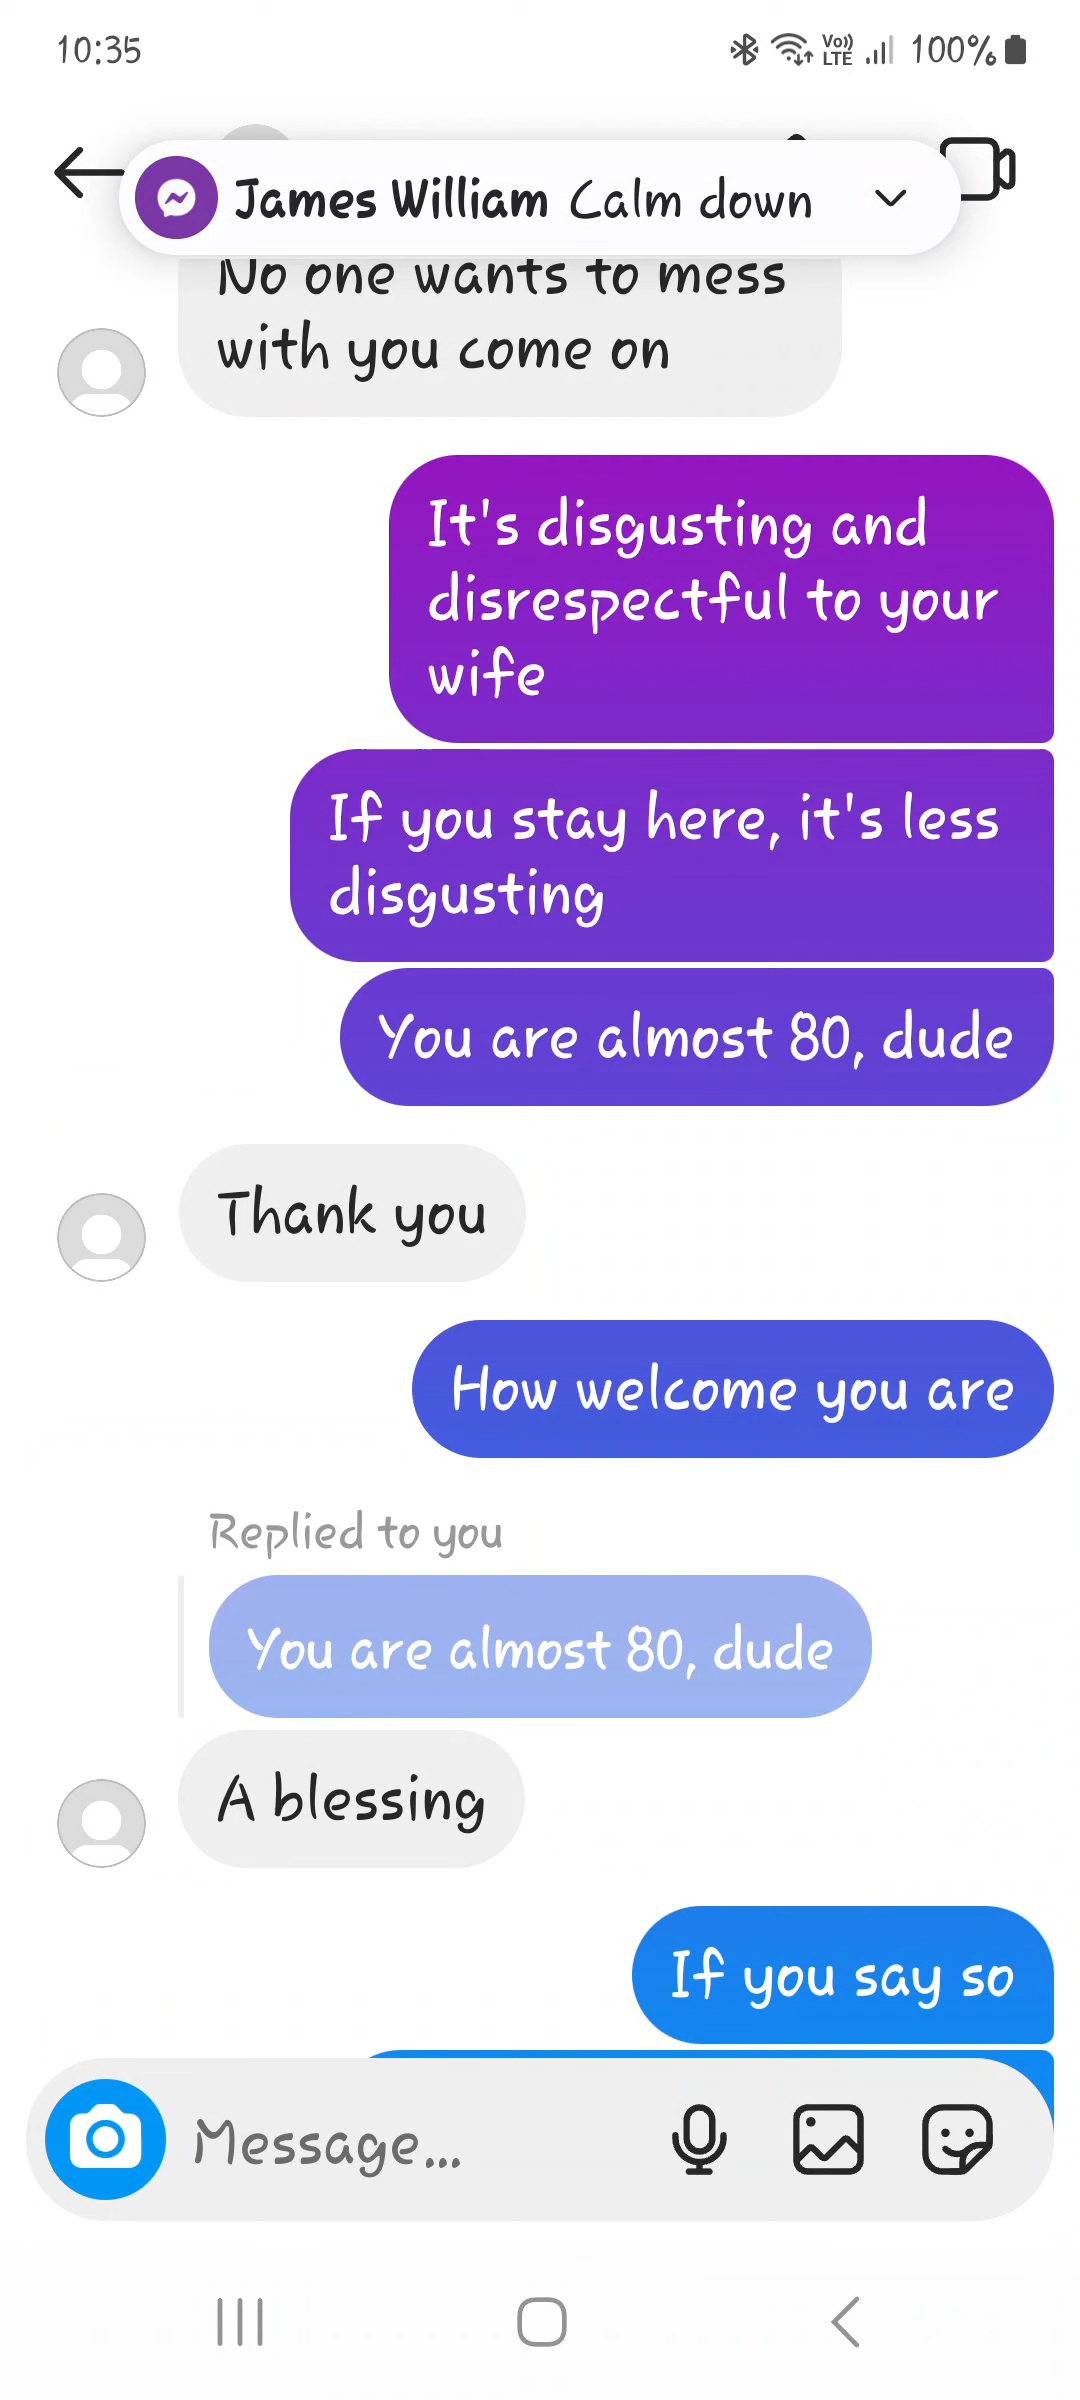 10:35
Vo)) LTE 100%
James William Calm down
No one wants to mess
with you come on
It's disgusting and
disrespectful to your
wife
If you stay here, it's less
disgusting
You are almost 80, dude
Thank you
How welcome you are
Replied to you
You are almost 80, dude
A blessing
If you say so
Message...